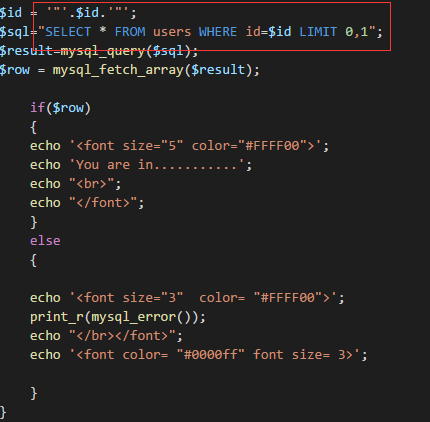 $id = '"'.$id.'"';
$sql="SELECT * FROM users WHERE id=$id LIMIT 0,1";
$result=mysql_query($sql);
$row = mysql_fetch_array($result);
if($row)
{
echo '<font size="5" color="#FFFF00">';
echo 'You are in...........';
echo "<br>";
echo "</font>";
}
else
{
echo '<font size="3"  color= "#FFFF00">';
print_r(mysql_error());
echo "</br></font>";
echo '<font color= "#0000ff" font size= 3>';
}
}